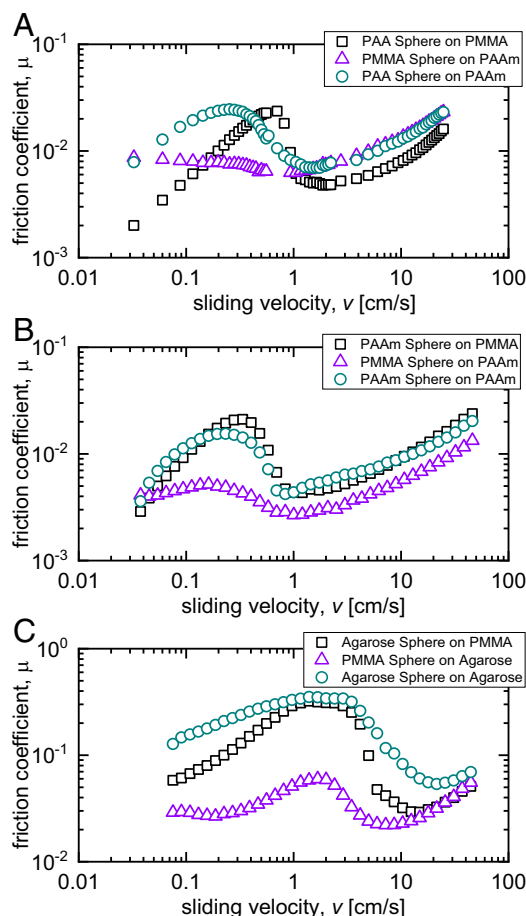 A
PAA Sphere on PMMA
PMMA Sphere on PAAm
PAA Sphere on PAAm
friction coefficient, μ
10⁻¹
10⁻²
10⁻³
0.01 0.1 1 10 100
sliding velocity, v [cm/s]
B
PAAm Sphere on PMMA
PMMA Sphere on PAAm
PAAm Sphere on PAAm
friction coefficient, μ
10⁻¹
10⁻²
10⁻³
0.01 0.1 1 10 100
sliding velocity, v [cm/s]
C
Agarose Sphere on PMMA
PMMA Sphere on Agarose
Agarose Sphere on Agarose
friction coefficient, μ
10⁰
10⁻¹
10⁻²
0.01 0.1 1 10 100
sliding velocity, v [cm/s]